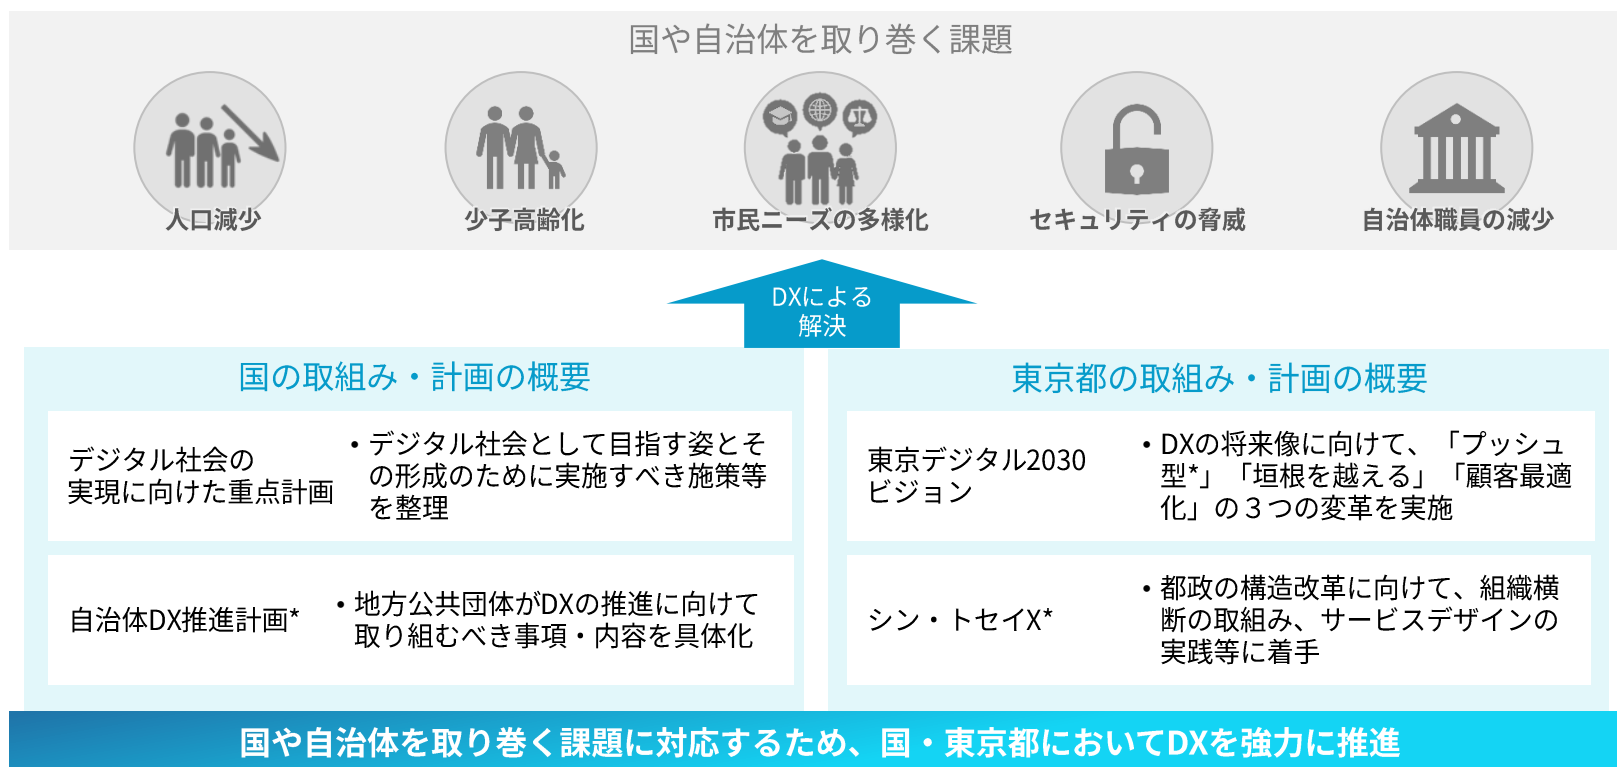 国や自治体を取り巻く課題
人口減少
少子高齢化
市民ニーズの多様化
セキュリティの脅威
自治体職員の減少
DXによる
解決
国の取組み・計画の概要
デジタル社会の
実現に向けた重点計画
• デジタル社会として目指す姿とそ
の形成のために実施すべき施策等
を整理
自治体DX推進計画*
• 地方公共団体がDXの推進に向けて
取り組むべき事項・内容を具体化
東京都の取組み・計画の概要
東京デジタル2030
ビジョン
• DXの将来像に向けて、「プッシュ
型*」「垣根を越える」「顧客最適
化」の３つの変革を実施
シン・トセイX*
• 都政の構造改革に向けて、組織横
断の取組み、サービスデザインの
実践等に着手
国や自治体を取り巻く課題に対応するため、国・東京都においてDXを強力に推進